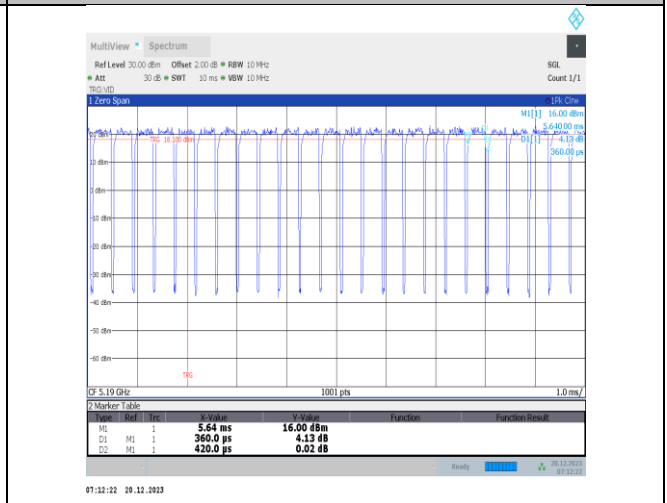 MultiView Spectrum
Ref Level 30.00 dBm Offset 2.00 dB RBW 10 MHz SGL
Att 30 dB SWT 10 ms VBW 10 MHz Count 1/1
TRG:VID
1 Zero Span 1Pk Clrw
M1[1] 16.00 dBm
5.640 00 ms
20 dBm D1[1] 4.13 dB
TRG 18.100 dBm
360.00 µs
10 dBm
0 dBm
-10 dBm
-20 dBm
-30 dBm
-40 dBm
-50 dBm
-60 dBm
TRG
CF 5.19 GHz 1001 pts 1.0 ms/
2 Marker Table
Type Ref Trc X-Value Y-Value Function Function Result
M1 1 5.64 ms 16.00 dBm
D1 M1 1 360.0 µs 4.13 dB
D2 M1 1 420.0 µs 0.02 dB
Ready 20.12.2023
07:12:22
07:12:22 20.12.2023